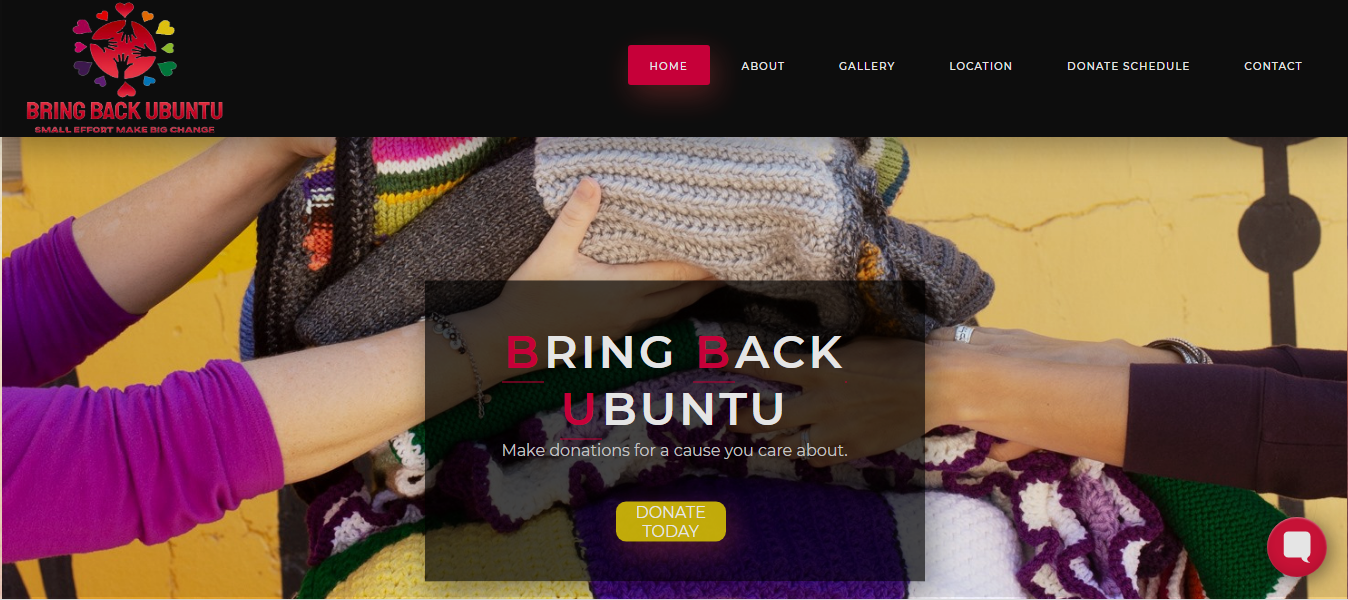 BRING BACK UBUNTU
SMALL EFFORT MAKE BIG CHANGE
HOME ABOUT GALLERY LOCATION DONATE SCHEDULE CONTACT
BRING BACK
UBUNTU
Make donations for a cause you care about.
DONATE
TODAY